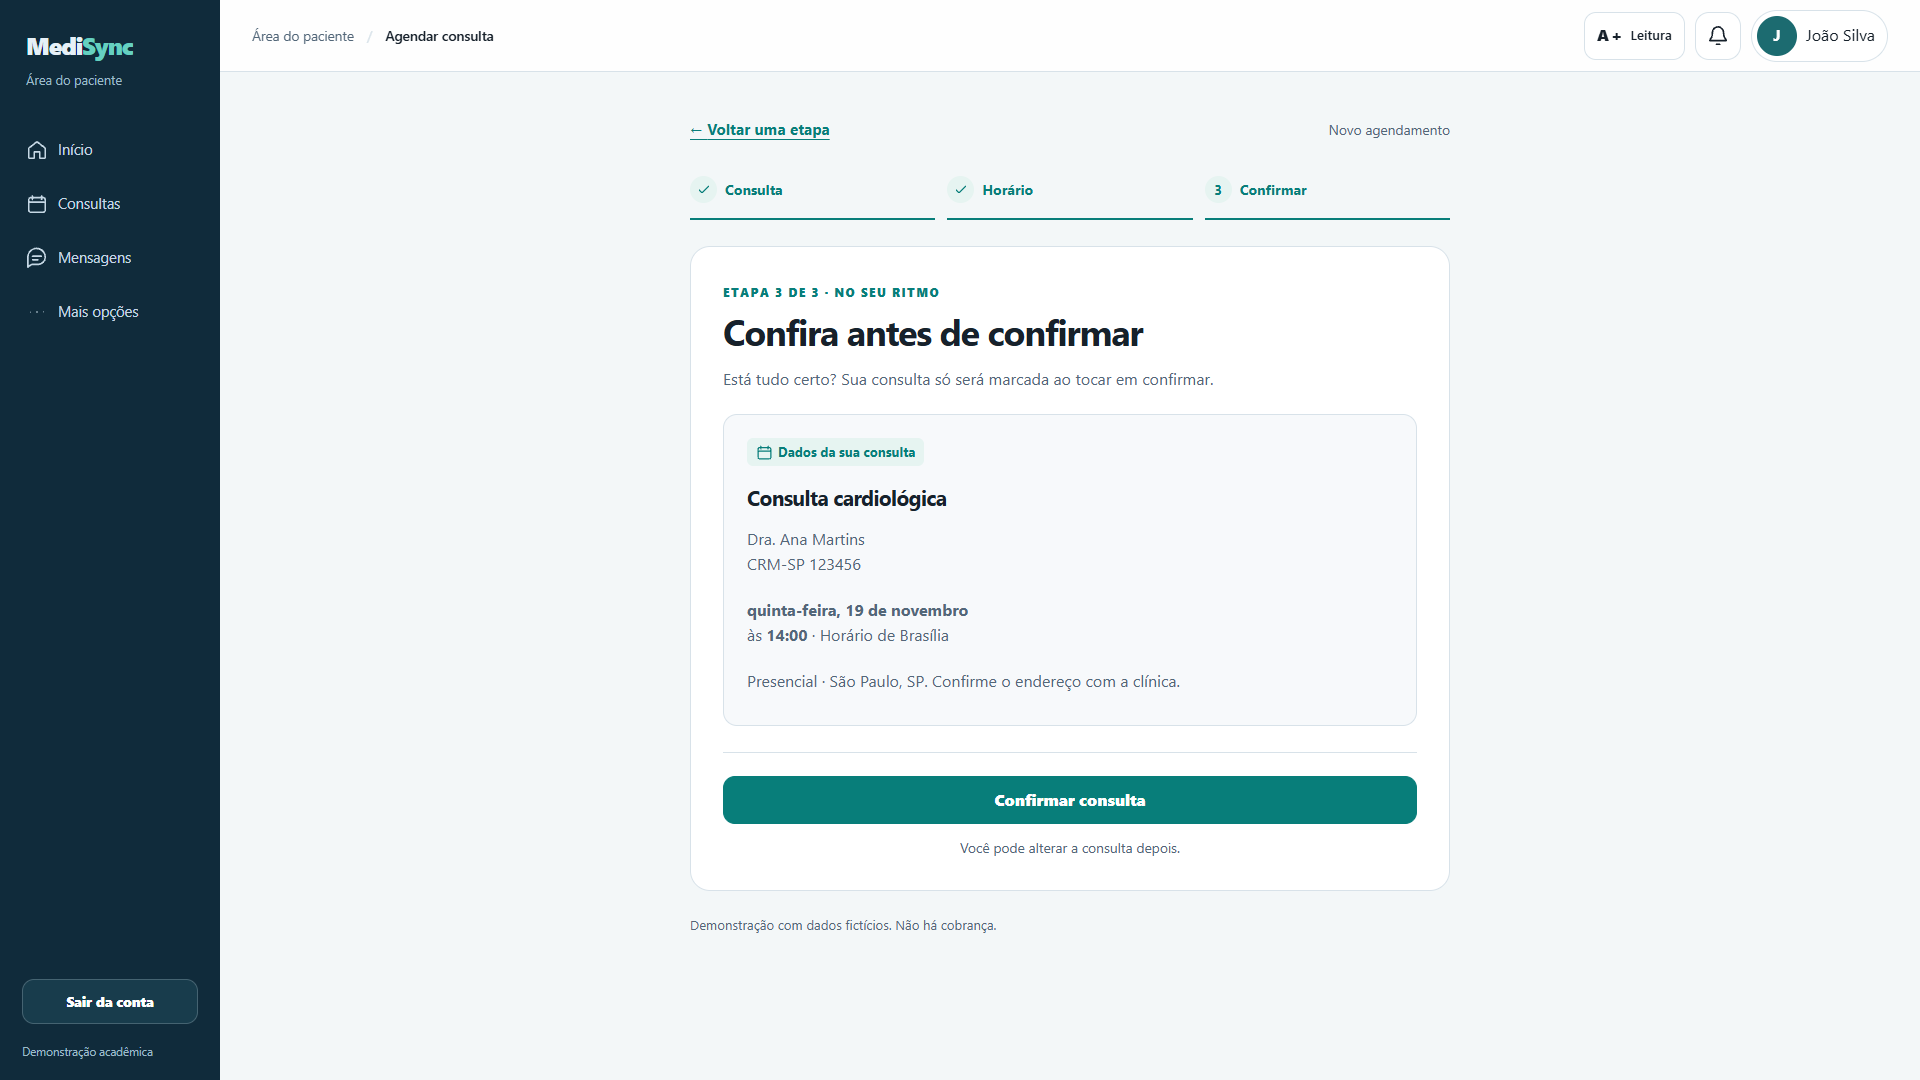 MediSync
Área do paciente
Início
Consultas
Mensagens
Mais opções
Sair da conta
Demonstração acadêmica
Área do paciente / Agendar consulta
A+ Leitura
J João Silva
← Voltar uma etapa
Novo agendamento
Consulta
Horário
3 Confirmar
ETAPA 3 DE 3 · NO SEU RITMO
Confira antes de confirmar
Está tudo certo? Sua consulta só será marcada ao tocar em confirmar.
Dados da sua consulta
Consulta cardiológica
Dra. Ana Martins
CRM-SP 123456
quinta-feira, 19 de novembro
às 14:00 · Horário de Brasília
Presencial · São Paulo, SP. Confirme o endereço com a clínica.
Confirmar consulta
Você pode alterar a consulta depois.
Demonstração com dados fictícios. Não há cobrança.